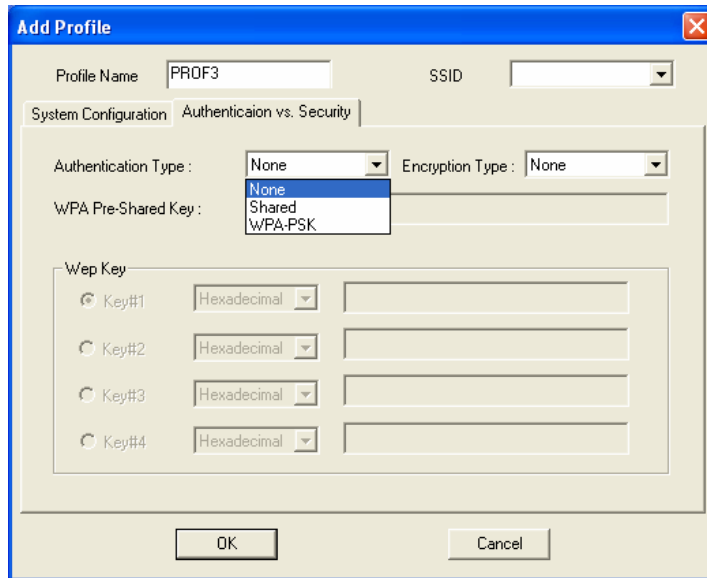 Add Profile
Profile Name PROF3 SSID
System Configuration Authenticaion vs. Security
Authentication Type : None Encryption Type : None
None
Shared
WPA-PSK
WPA Pre-Shared Key :
Wep Key
Key#1 Hexadecimal
Key#2 Hexadecimal
Key#3 Hexadecimal
Key#4 Hexadecimal
OK Cancel